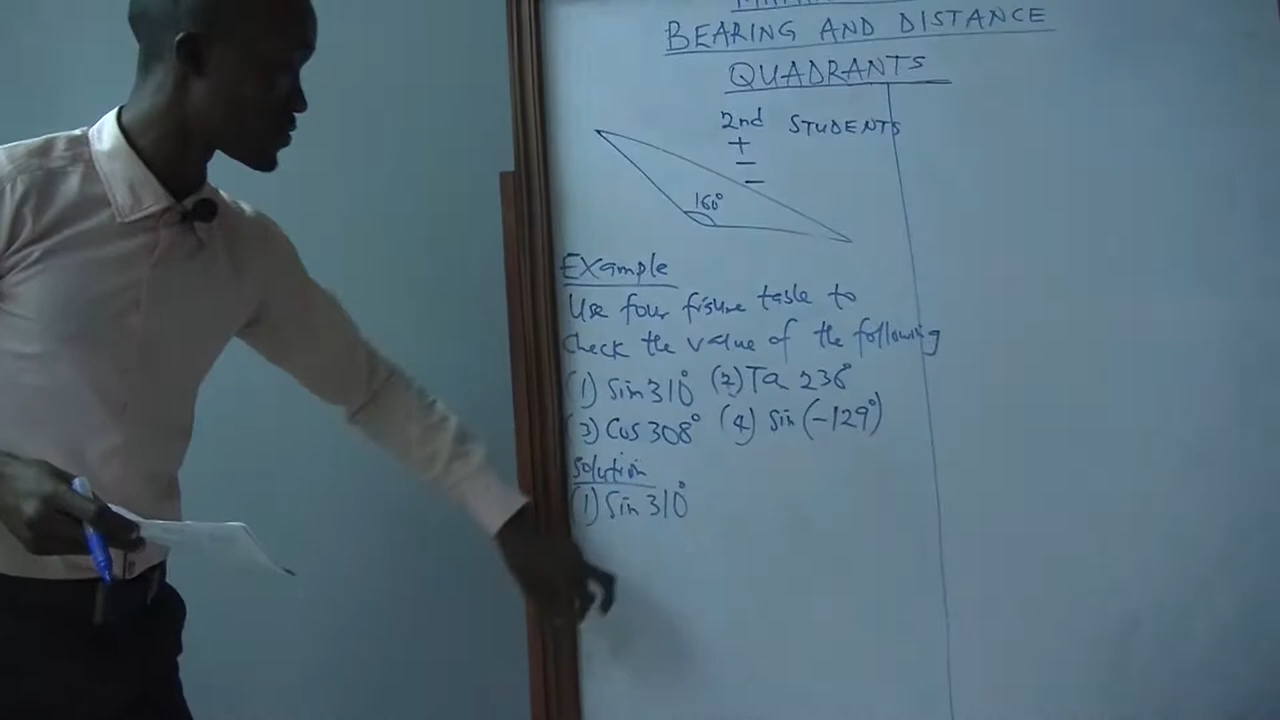 BEARING AND DISTANCE
QUADRANTS
2nd STUDENTS
+
-
-
160°
Example
Use four figure table to
Check the value of the following
(1) Sin 310° (2) Ta 236°
(3) Cos 308° (4) Sin (-129°)
Solution
(1) Sin 310°